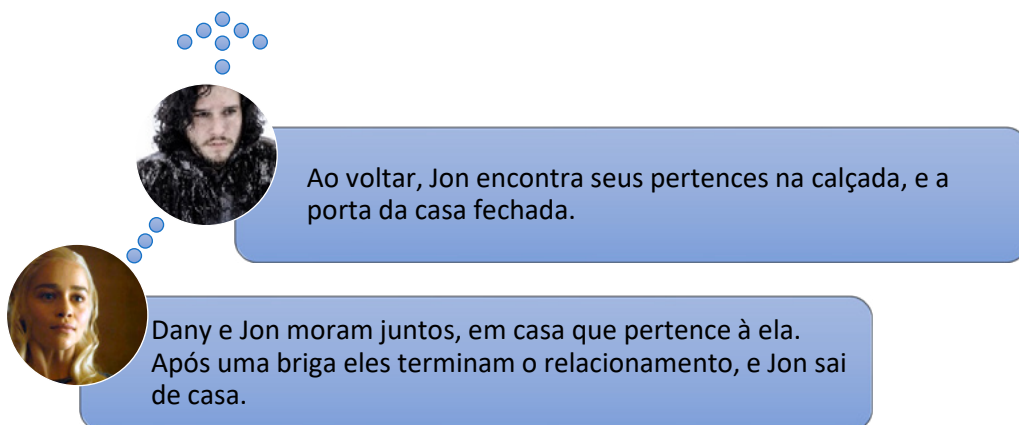 Ao voltar, Jon encontra seus pertences na calçada, e a
porta da casa fechada.
Dany e Jon moram juntos, em casa que pertence à ela.
Após uma briga eles terminam o relacionamento, e Jon sai
de casa.